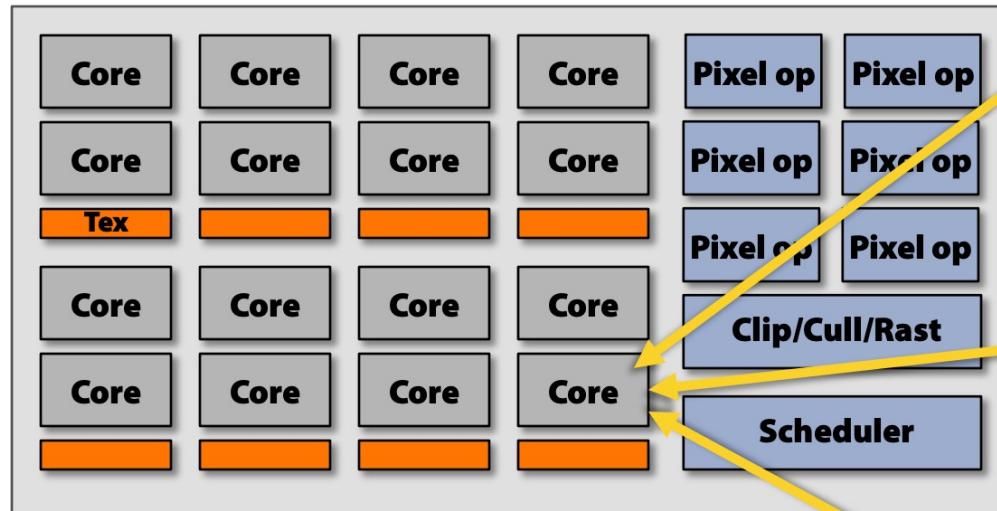 Core Core Core Core Pixel op Pixel op
Core Core Core Core Pixel op Pixel op
Tex
Pixel op Pixel op
Core Core Core Core
Clip/Cull/Rast
Core Core Core Core
Scheduler